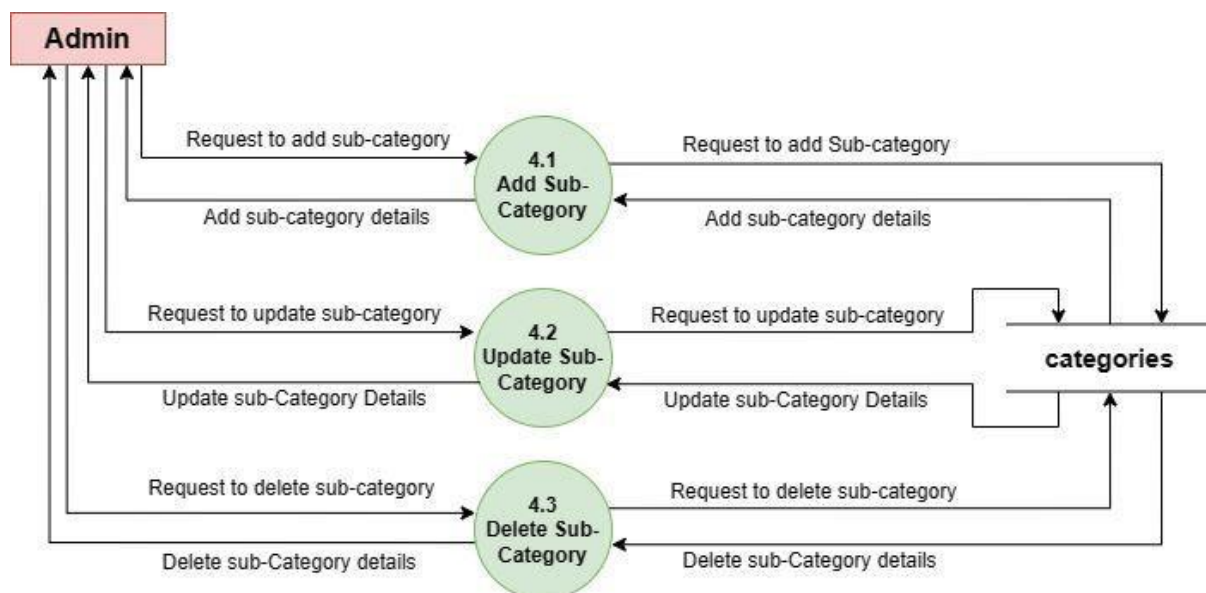 Admin
Request to add sub-category
4.1
Add Sub-
Category
Request to add Sub-category
Add sub-category details
Add sub-category details
Request to update sub-category
4.2
Update Sub-
Category
Request to update sub-category
categories
Update sub-Category Details
Update sub-Category Details
Request to delete sub-category
4.3
Delete Sub-
Category
Request to delete sub-category
Delete sub-Category details
Delete sub-Category details